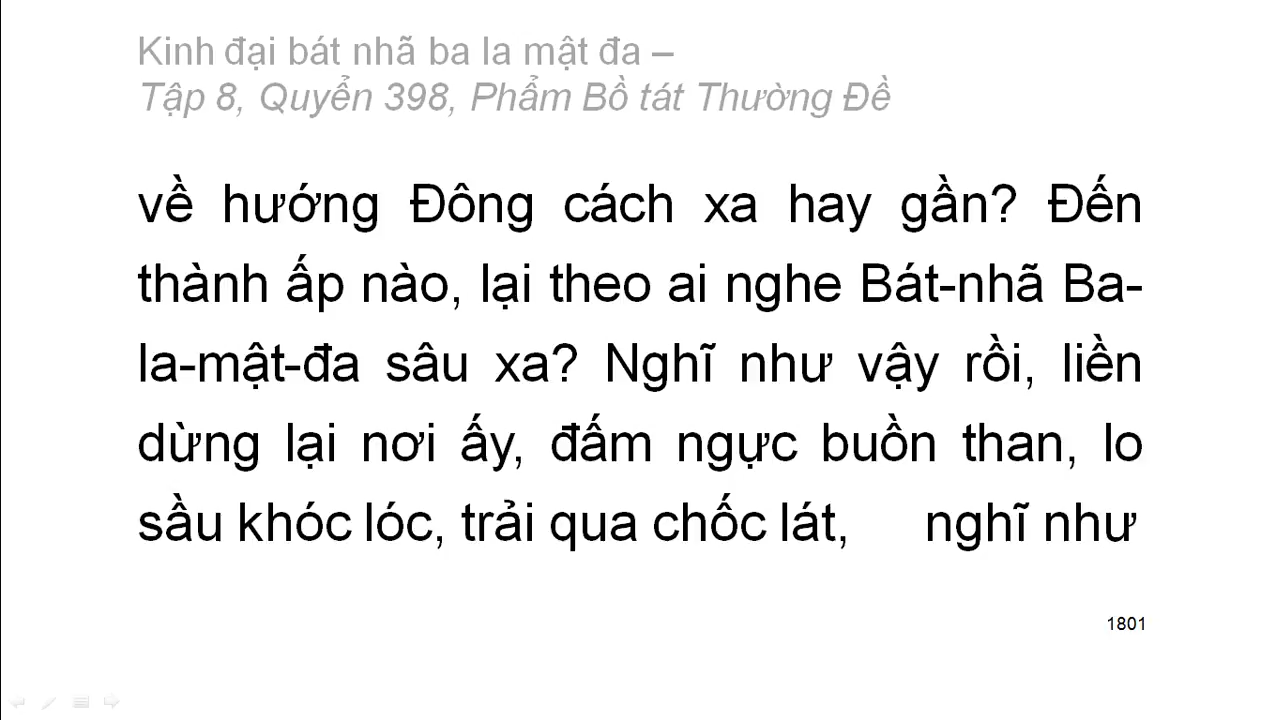 Kinh đại bát nhã ba la mật đa –
Tập 8, Quyển 398, Phẩm Bồ tát Thường Đề
về hướng Đông cách xa hay gần? Đến
thành ấp nào, lại theo ai nghe Bát-nhã Ba-
la-mật-đa sâu xa? Nghĩ như vậy rồi, liền
dừng lại nơi ấy, đấm ngực buồn than, lo
sầu khóc lóc, trải qua chốc lát, nghĩ như
1801